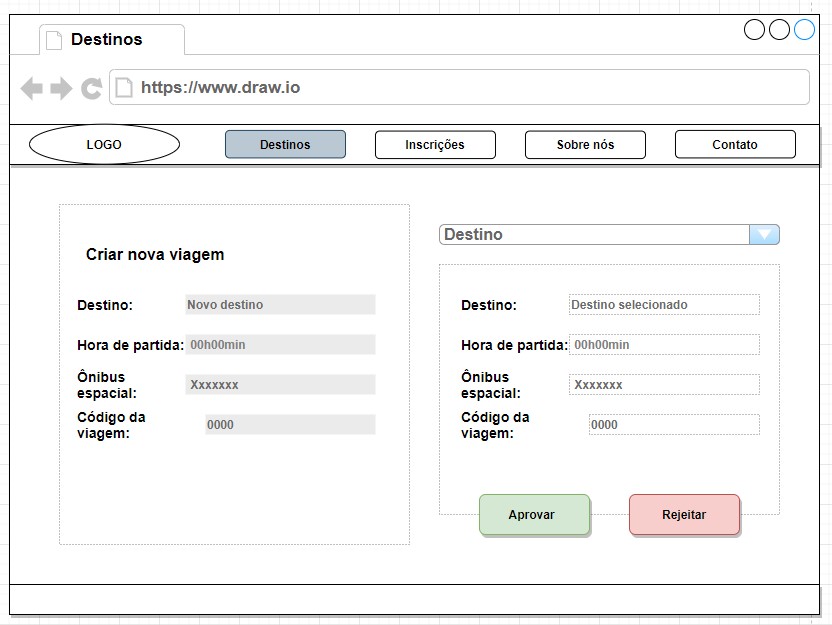 Destinos
https://www.draw.io
LOGO
Destinos
Inscrições
Sobre nós
Contato
Criar nova viagem
Destino:
Novo destino
Hora de partida:
00h00min
Ônibus
espacial:
Xxxxxxx
Código da
viagem:
0000
Destino
Destino:
Destino selecionado
Hora de partida:
00h00min
Ônibus
espacial:
Xxxxxxx
Código da
viagem:
0000
Aprovar
Rejeitar